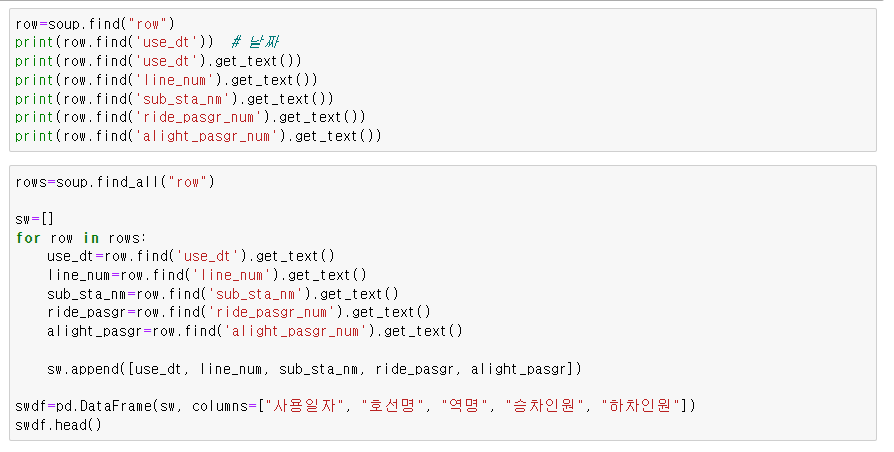 row=soup.find("row")
print(row.find('use_dt'))  # 날짜
print(row.find('use_dt').get_text())
print(row.find('line_num').get_text())
print(row.find('sub_sta_nm').get_text())
print(row.find('ride_pasgr_num').get_text())
print(row.find('alight_pasgr_num').get_text())
rows=soup.find_all("row")
sw=[]
for row in rows:
    use_dt=row.find('use_dt').get_text()
    line_num=row.find('line_num').get_text()
    sub_sta_nm=row.find('sub_sta_nm').get_text()
    ride_pasgr=row.find('ride_pasgr_num').get_text()
    alight_pasgr=row.find('alight_pasgr_num').get_text()
    sw.append([use_dt, line_num, sub_sta_nm, ride_pasgr, alight_pasgr])
swdf=pd.DataFrame(sw, columns=["사용일자", "호선명", "역명", "승차인원", "하차인원"])
swdf.head()